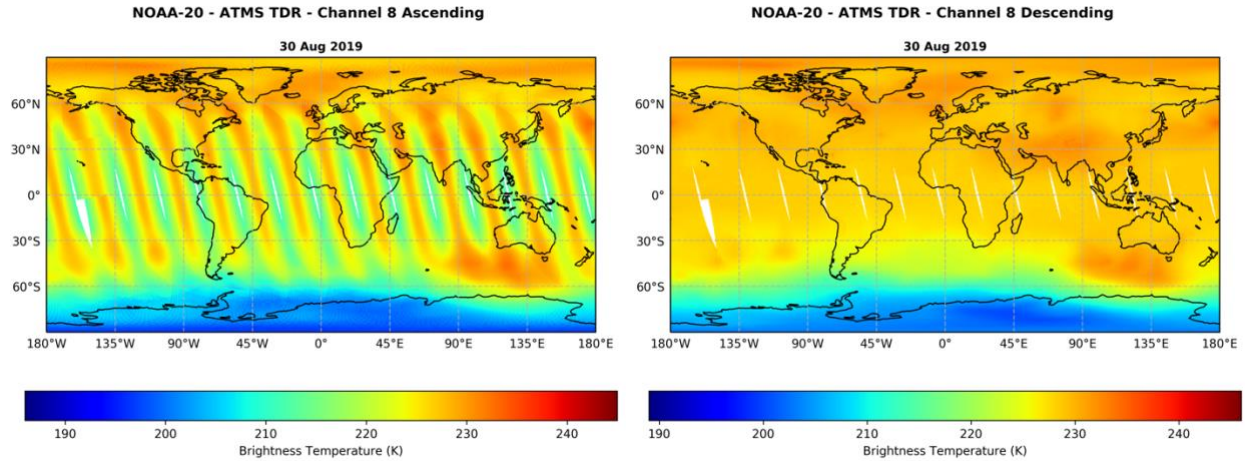 NOAA-20 - ATMS TDR - Channel 8 Ascending
30 Aug 2019
60°N
30°N
0°
30°S
60°S
180°W 135°W 90°W 45°W 0° 45°E 90°E 135°E 180°E
190 200 210 220 230 240
Brightness Temperature (K)
NOAA-20 - ATMS TDR - Channel 8 Descending
30 Aug 2019
60°N
30°N
0°
30°S
60°S
180°W 135°W 90°W 45°W 0° 45°E 90°E 135°E 180°E
190 200 210 220 230 240
Brightness Temperature (K)